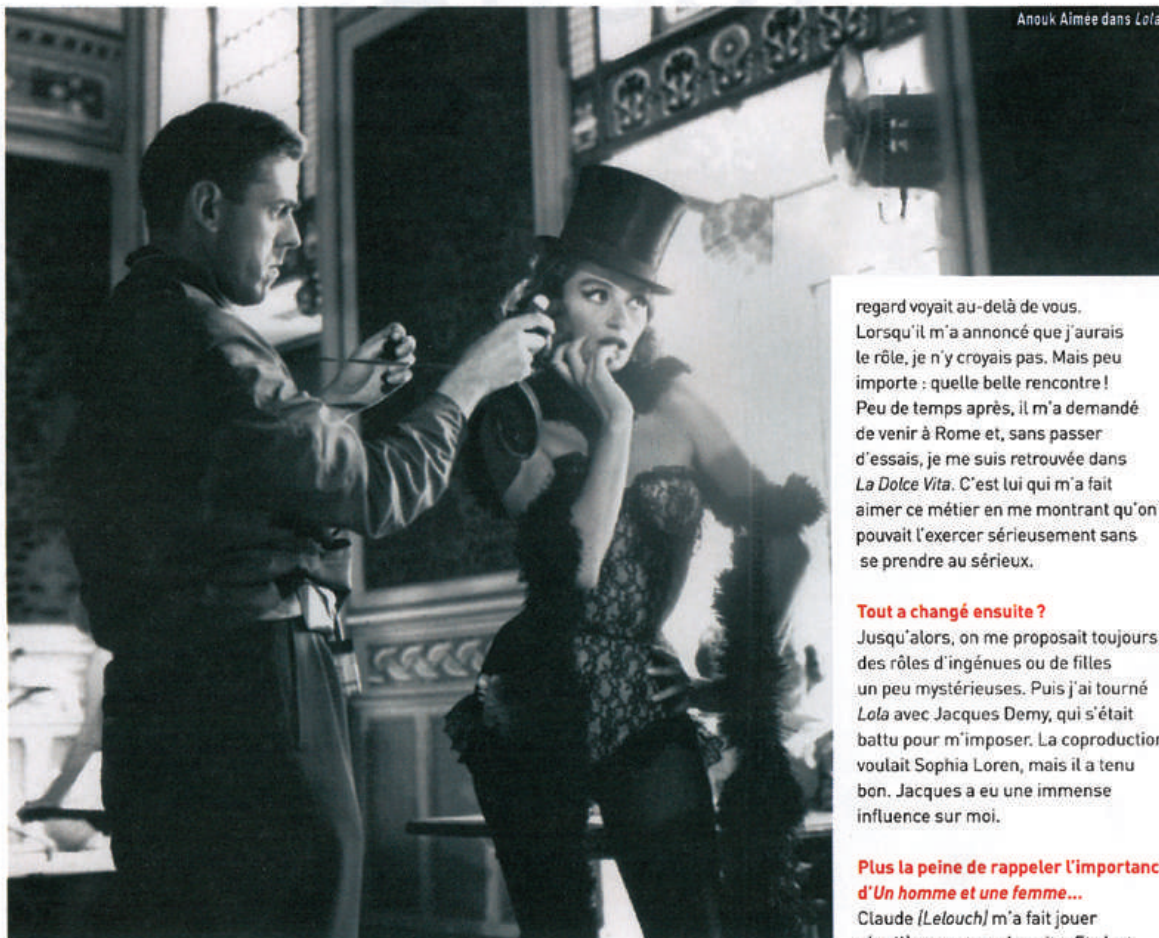 Anouk Aimée dans Lola
regard voyait au-delà de vous.
Lorsqu'il m'a annoncé que j'aurais
le rôle, je n'y croyais pas. Mais peu
importe : quelle belle rencontre !
Peu de temps après, il m'a demandé
de venir à Rome et, sans passer
d'essais, je me suis retrouvée dans
La Dolce Vita. C'est lui qui m'a fait
aimer ce métier en me montrant qu'on
pouvait l'exercer sérieusement sans
se prendre au sérieux.
Tout a changé ensuite ?
Jusqu'alors, on me proposait toujours
des rôles d'ingénues ou de filles
un peu mystérieuses. Puis j'ai tourné
Lola avec Jacques Demy, qui s'était
battu pour m'imposer. La coproduction
voulait Sophia Loren, mais il a tenu
bon. Jacques a eu une immense
influence sur moi.
Plus la peine de rappeler l'importanc
d'Un homme et une femme...
Claude (Lelouch) m'a fait jouer